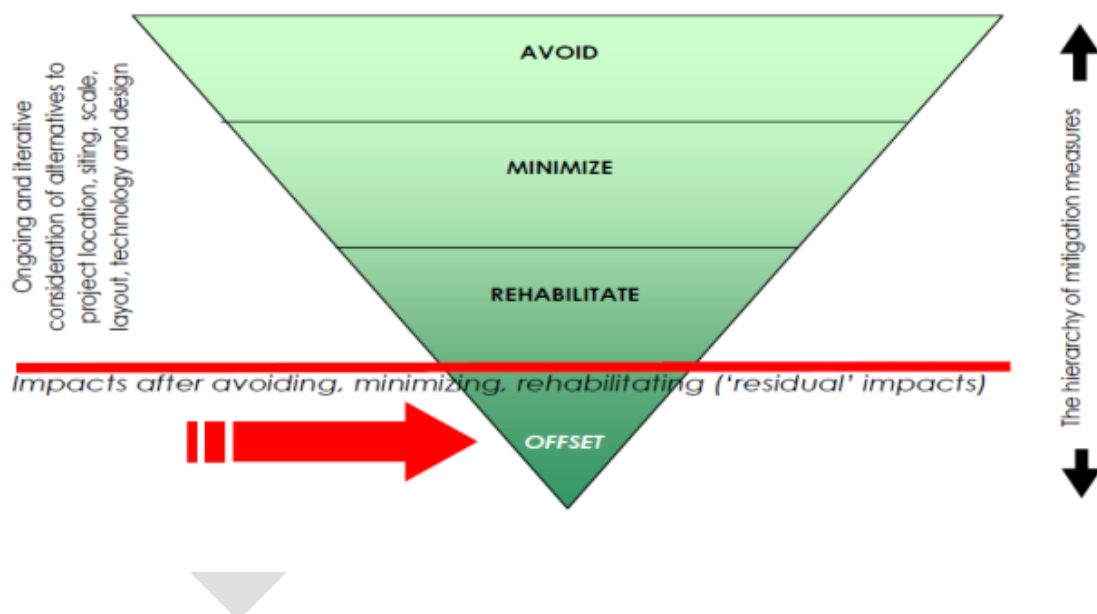 Ongoing and iterative
consideration of alternatives to
project location, siting, scale,
layout, technology and design
AVOID
MINIMIZE
REHABILITATE
Impacts after avoiding, minimizing, rehabilitating (‘residual’ impacts)
OFFSET
The hierarchy of mitigation measures